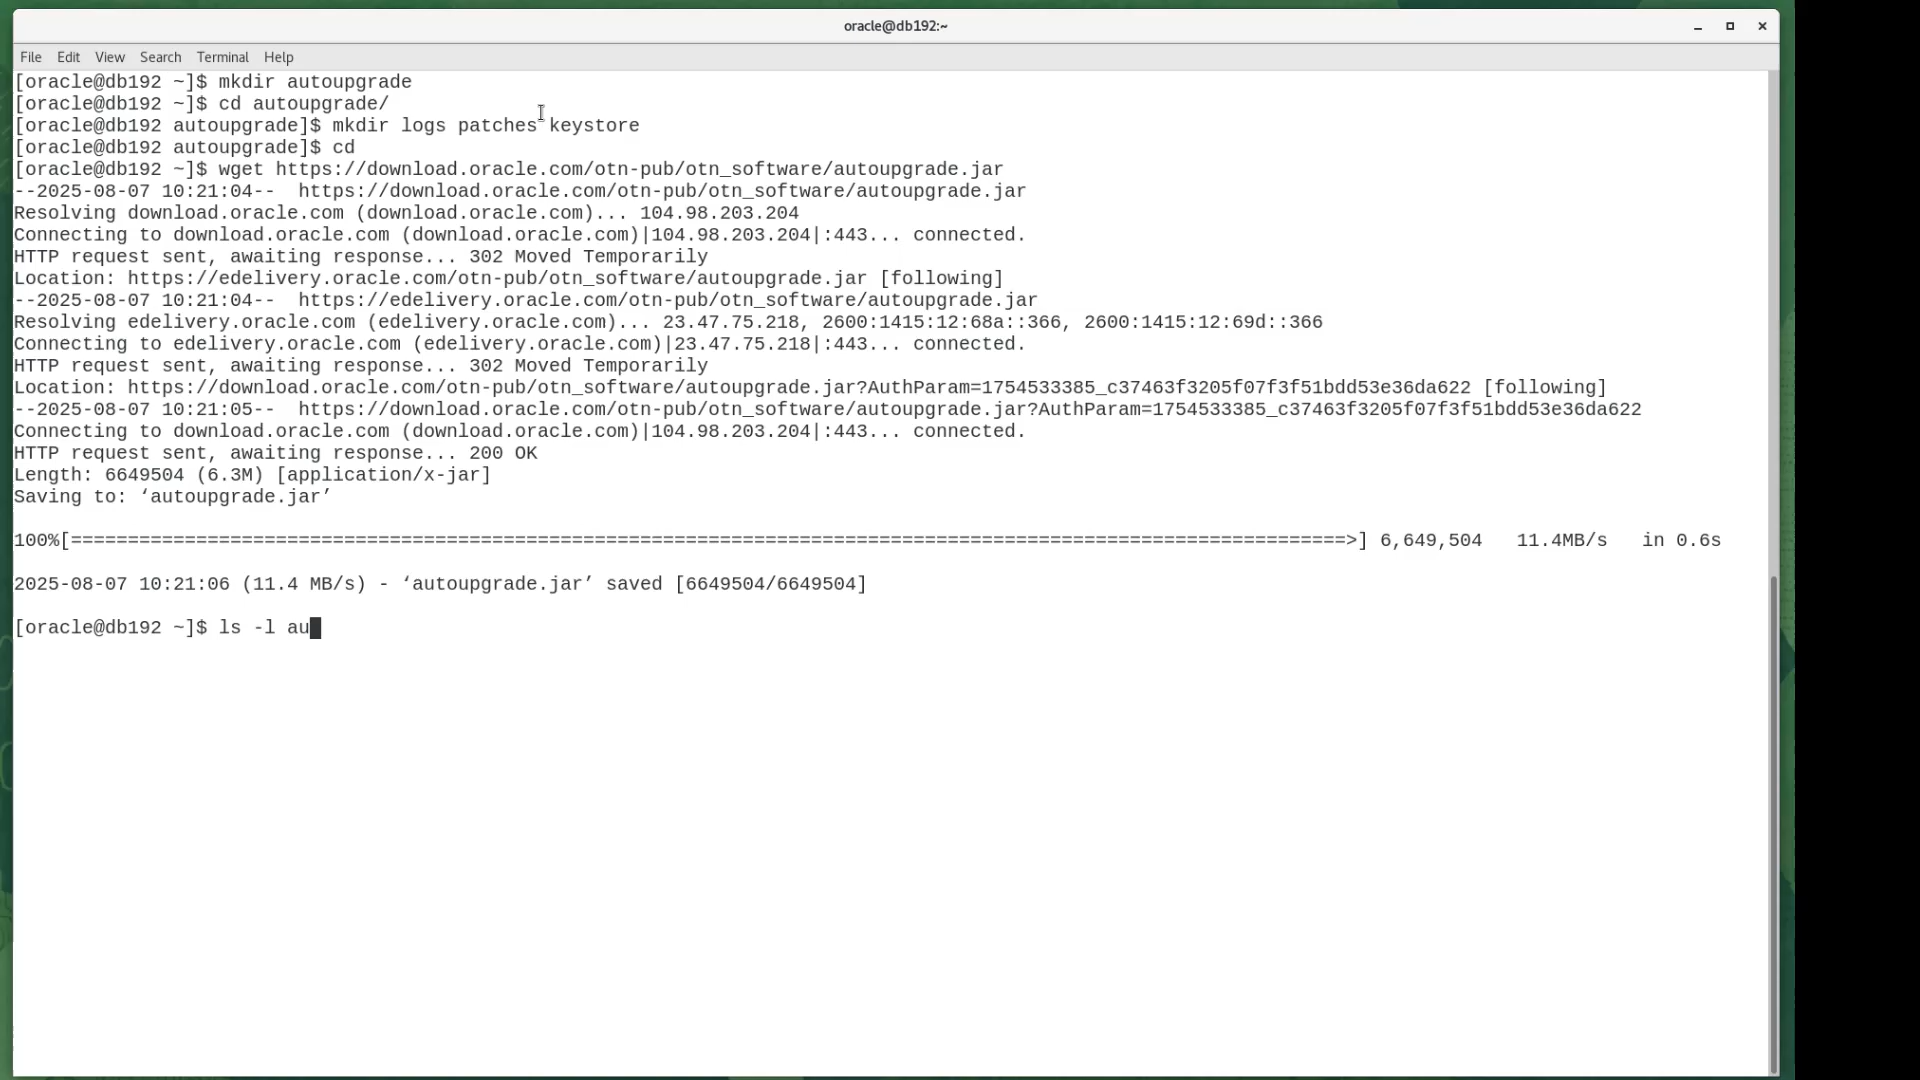 oracle@db192:~
File Edit View Search Terminal Help
[oracle@db192 ~]$ mkdir autoupgrade
[oracle@db192 ~]$ cd autoupgrade/
[oracle@db192 autoupgrade]$ mkdir logs patches keystore
[oracle@db192 autoupgrade]$ cd
[oracle@db192 ~]$ wget https://download.oracle.com/otn-pub/otn_software/autoupgrade.jar
--2025-08-07 10:21:04--  https://download.oracle.com/otn-pub/otn_software/autoupgrade.jar
Resolving download.oracle.com (download.oracle.com)... 104.98.203.204
Connecting to download.oracle.com (download.oracle.com)|104.98.203.204|:443... connected.
HTTP request sent, awaiting response... 302 Moved Temporarily
Location: https://edelivery.oracle.com/otn-pub/otn_software/autoupgrade.jar [following]
--2025-08-07 10:21:04--  https://edelivery.oracle.com/otn-pub/otn_software/autoupgrade.jar
Resolving edelivery.oracle.com (edelivery.oracle.com)... 23.47.75.218, 2600:1415:12:68a::366, 2600:1415:12:69d::366
Connecting to edelivery.oracle.com (edelivery.oracle.com)|23.47.75.218|:443... connected.
HTTP request sent, awaiting response... 302 Moved Temporarily
Location: https://download.oracle.com/otn-pub/otn_software/autoupgrade.jar?AuthParam=1754533385_c37463f3205f07f3f51bdd53e36da622 [following]
--2025-08-07 10:21:05--  https://download.oracle.com/otn-pub/otn_software/autoupgrade.jar?AuthParam=1754533385_c37463f3205f07f3f51bdd53e36da622
Connecting to download.oracle.com (download.oracle.com)|104.98.203.204|:443... connected.
HTTP request sent, awaiting response... 200 OK
Length: 6649504 (6.3M) [application/x-jar]
Saving to: ‘autoupgrade.jar’
100%[==================================================================================================================>] 6,649,504   11.4MB/s   in 0.6s
2025-08-07 10:21:06 (11.4 MB/s) - ‘autoupgrade.jar’ saved [6649504/6649504]
[oracle@db192 ~]$ ls -l au